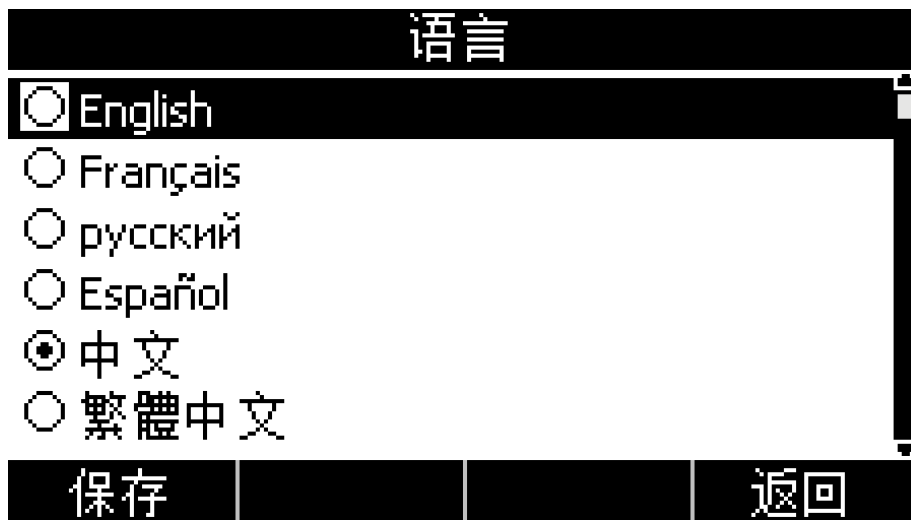 语言
English
Français
русский
Español
中文
繁體中文
保存 返回